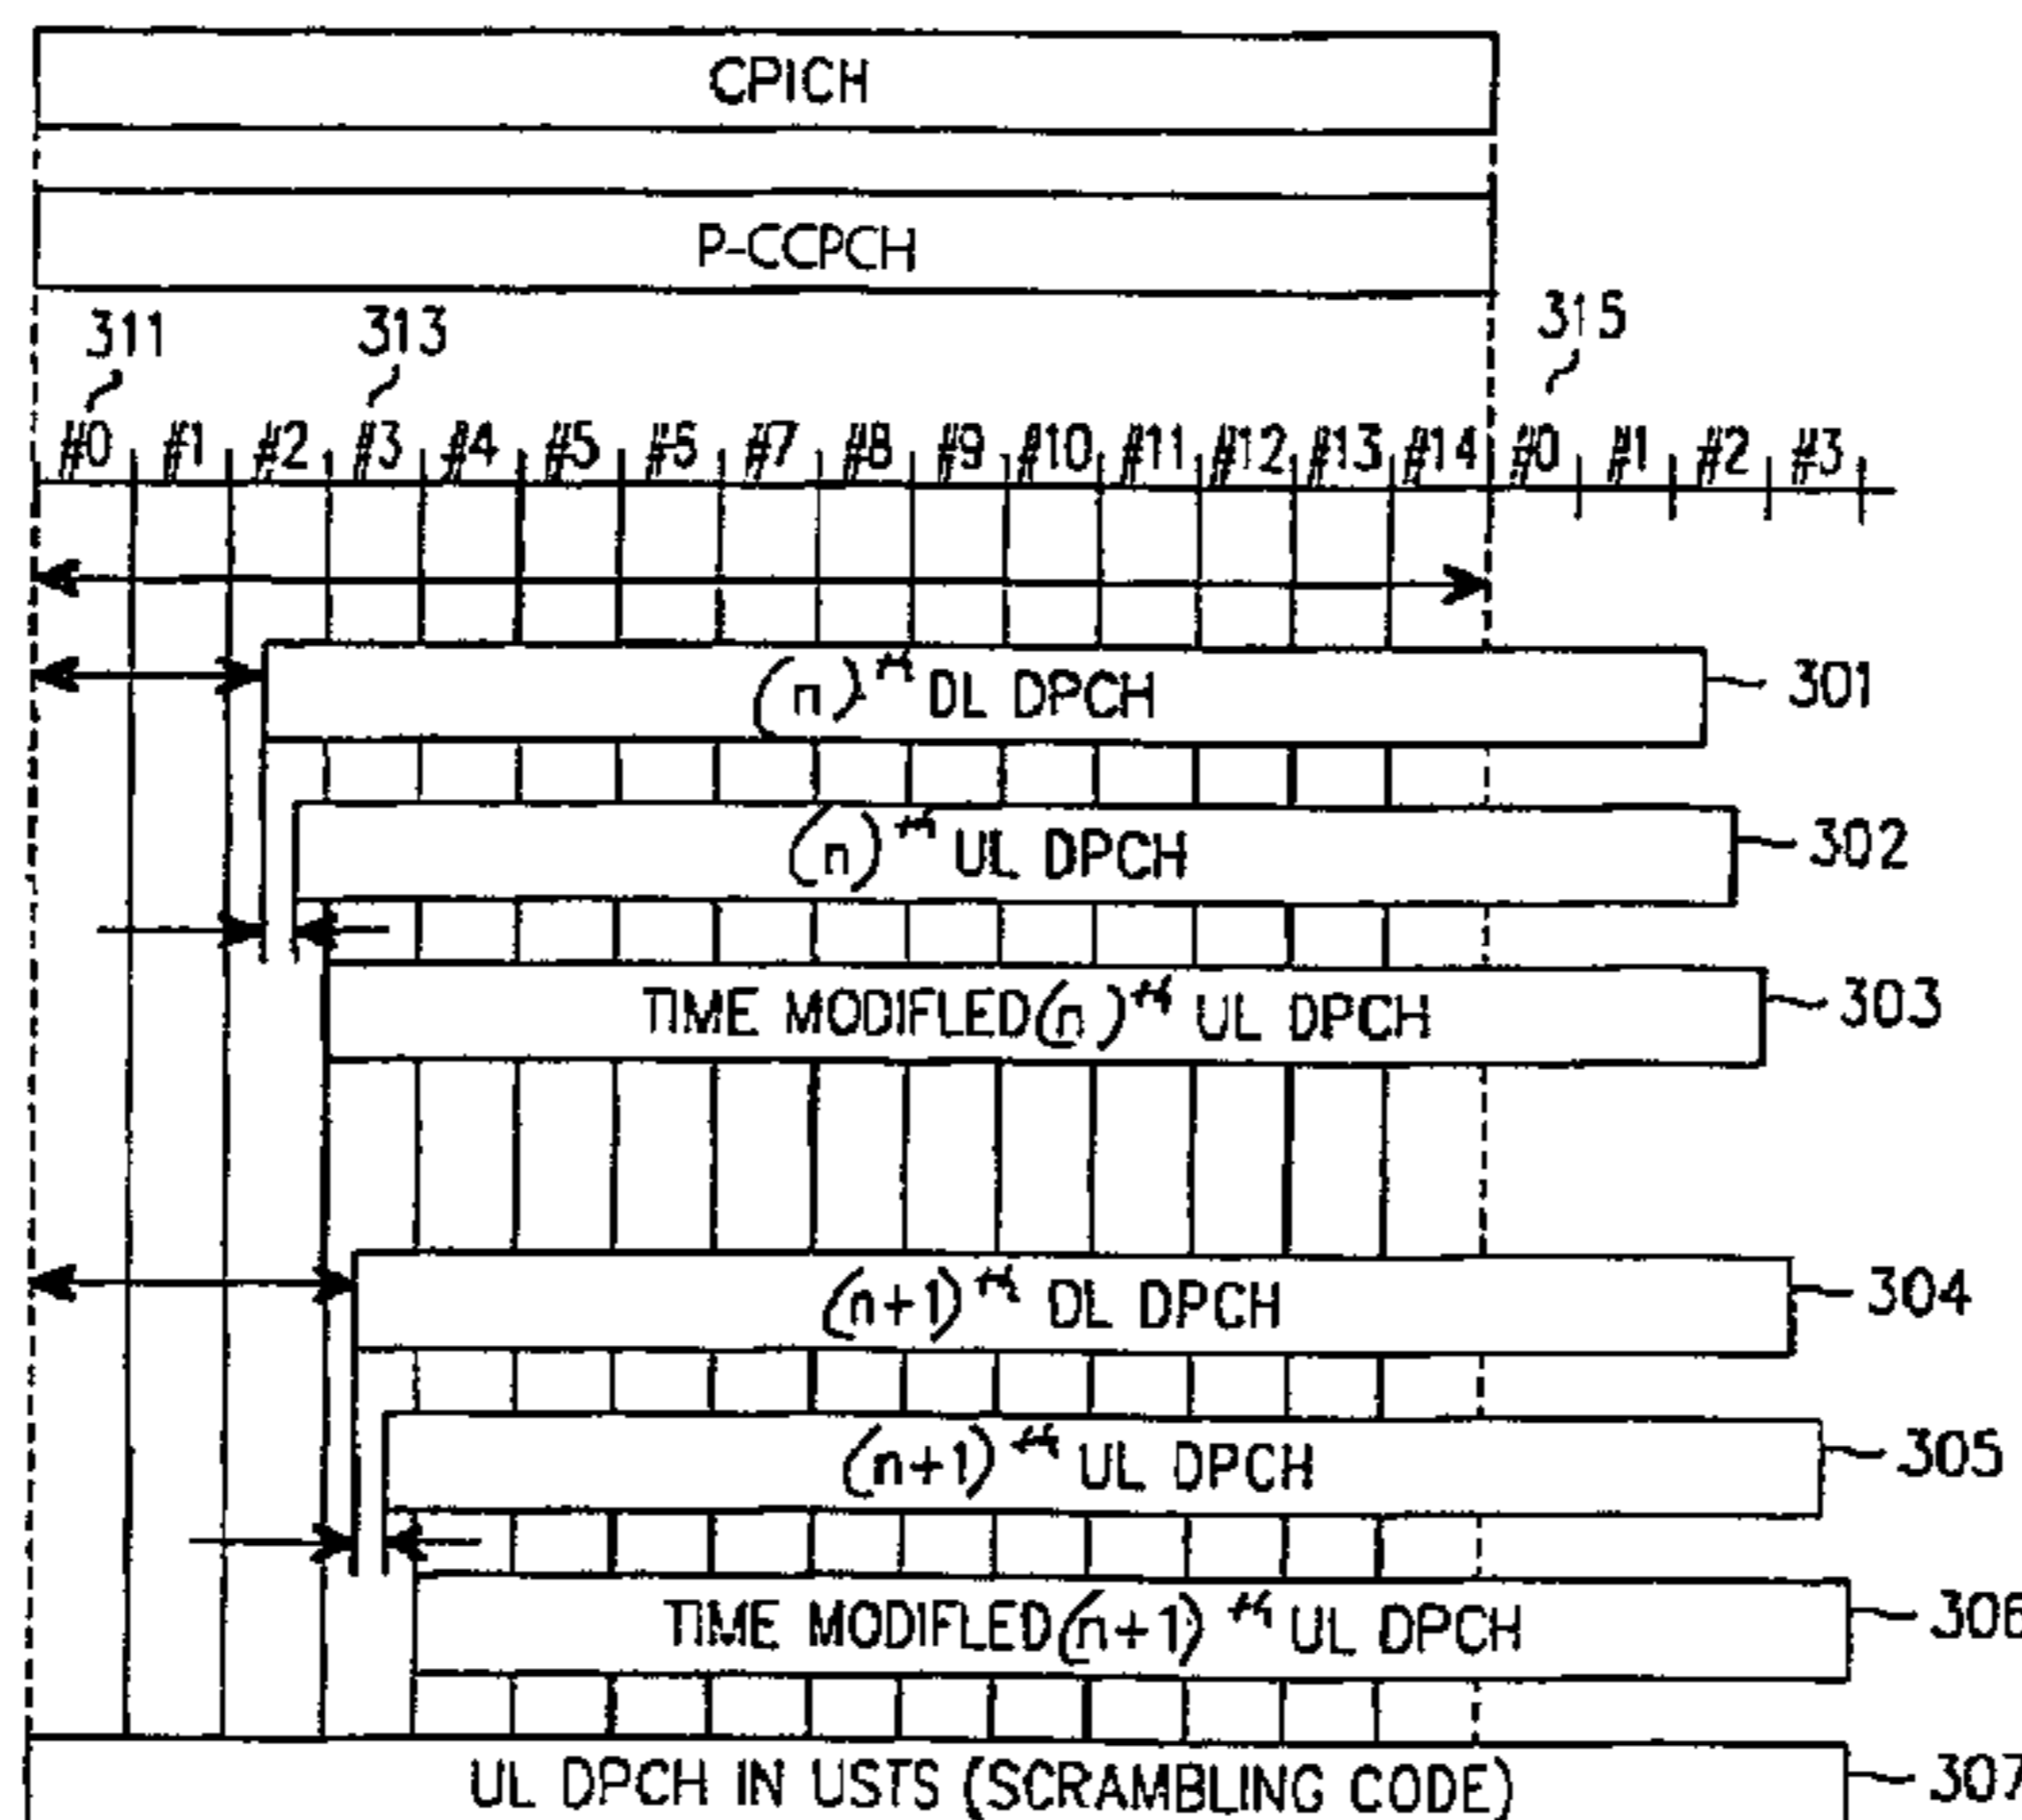 CPICH
P-CCPCH
311 313 315
#0 #1 #2 #3 #4 #5 #6 #7 #8 #9 #10 #11 #12 #13 #14 #0 #1 #2 #3
(n)th DL DPCH 301
(n)th UL DPCH 302
TIME MODIFLED (n)th UL DPCH 303
(n+1)th DL DPCH 304
(n+1)th UL DPCH 305
TIME MODIFLED (n+1)th UL DPCH 306
UL DPCH IN USTS (SCRAMBLING CODE) 307